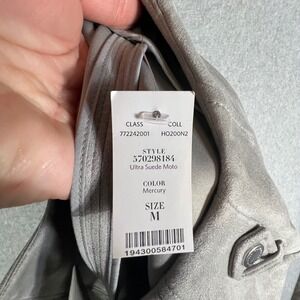 CLASS COLL
772242001 HO200N2
STYLE
570298184
Ultra Suede Moto
COLOR
Mercury
SIZE
M
194300584701